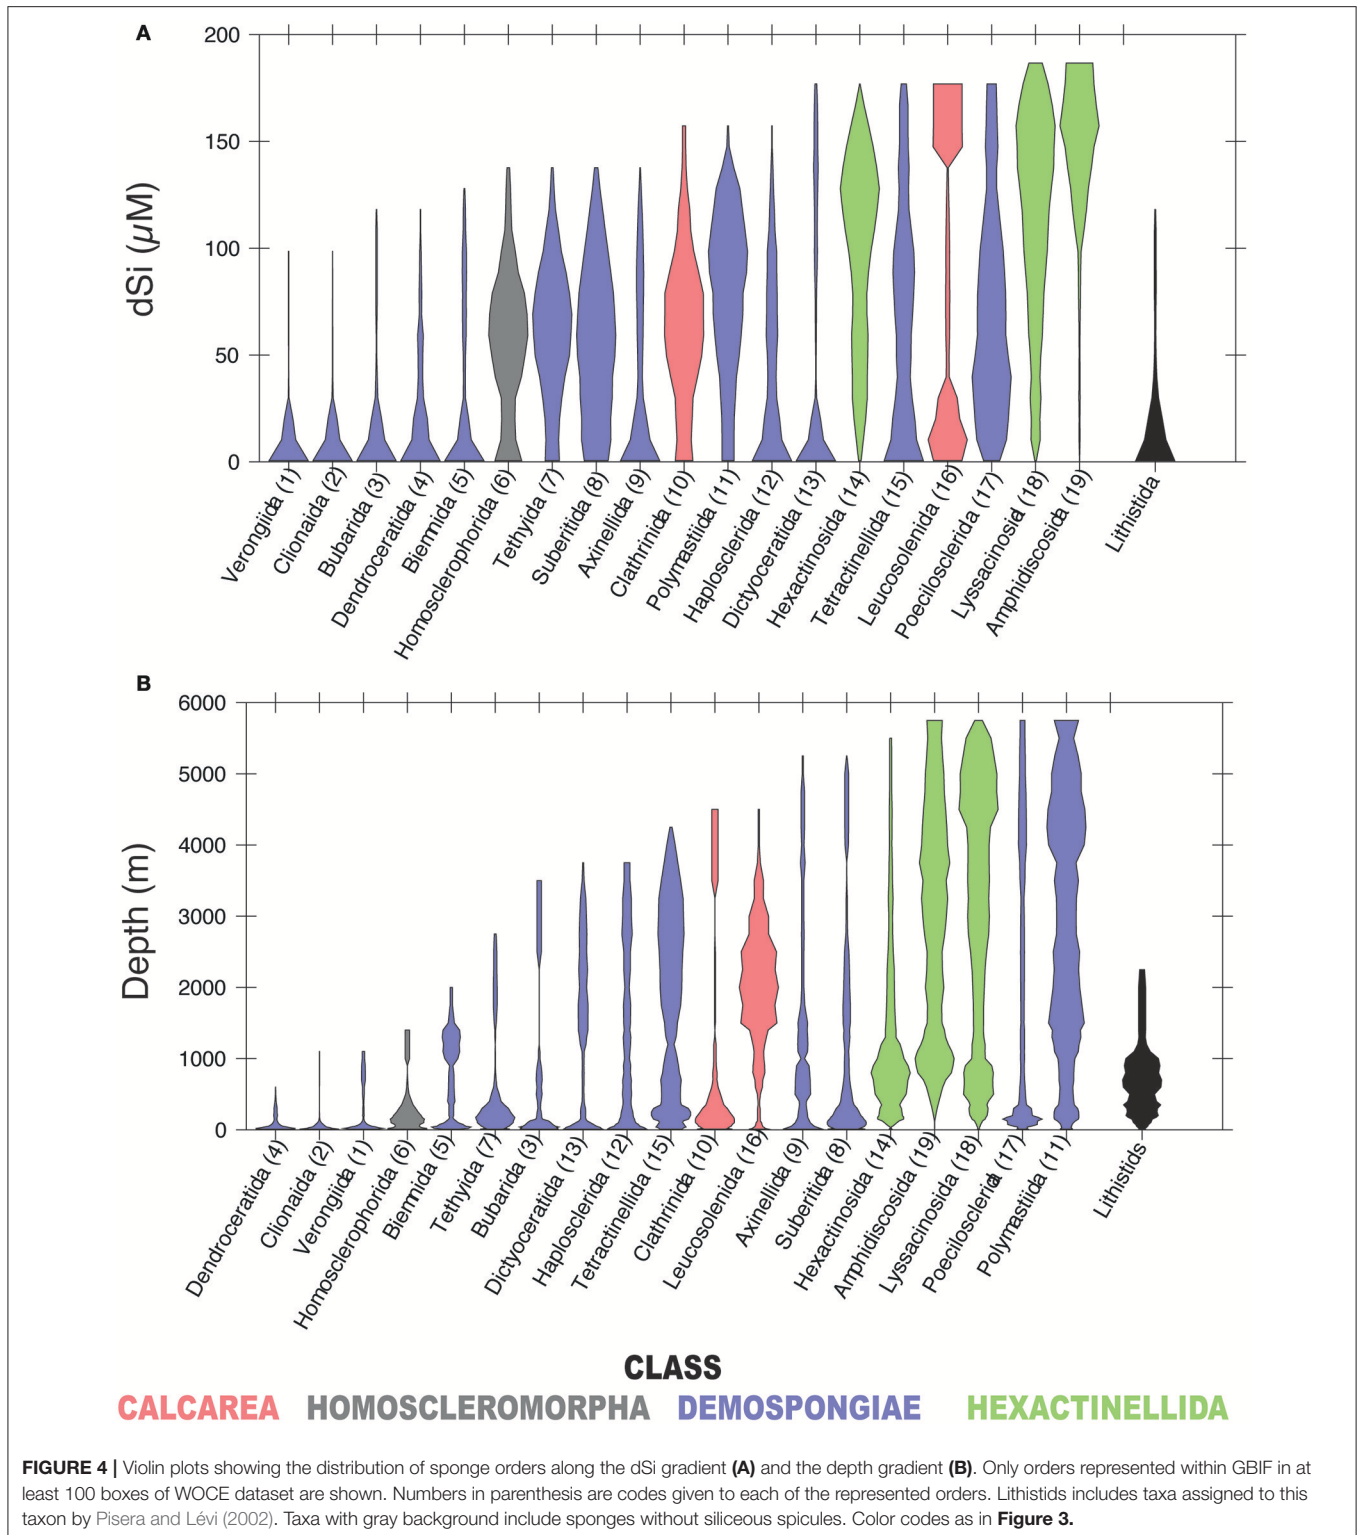 A
200
150
100
50
0
dSi (µM)
Verongiida (1)
Clionaida (2)
Bubarida (3)
Dendroceratida (4)
Biermida (5)
Homosclerophorida (6)
Tethyida (7)
Suberitida (8)
Axinellida (9)
Clathrinida (10)
Polymastiida (11)
Haplosclerida (12)
Dictyoceratida (13)
Hexactinosida (14)
Tetractinellida (15)
Leucosolenida (16)
Poecilosclerida (17)
Lyssacinosida (18)
Amphidiscosida (19)
Lithistida
B
6000
5000
4000
3000
2000
1000
0
Depth (m)
Dendroceratida (4)
Clionaida (2)
Verongiida (1)
Homosclerophorida (6)
Biemnida (5)
Tethyida (7)
Bubarida (3)
Dictyoceratida (13)
Haplosclerida (12)
Tetractinellida (15)
Clathrinida (10)
Leucosolenida (16)
Axinellida (9)
Suberitida (8)
Hexactinosida (14)
Amphidiscosida (19)
Lyssacinosida (18)
Poecilosclerida (17)
Polymastiida (11)
Lithistids
CLASS
CALCAREA HOMOSCLEROMORPHA DEMOSPONGIAE HEXACTINELLIDA
FIGURE 4 | Violin plots showing the distribution of sponge orders along the dSi gradient (A) and the depth gradient (B). Only orders represented within GBIF in at
least 100 boxes of WOCE dataset are shown. Numbers in parenthesis are codes given to each of the represented orders. Lithistids includes taxa assigned to this
taxon by Pisera and Lévi (2002). Taxa with gray background include sponges without siliceous spicules. Color codes as in Figure 3.